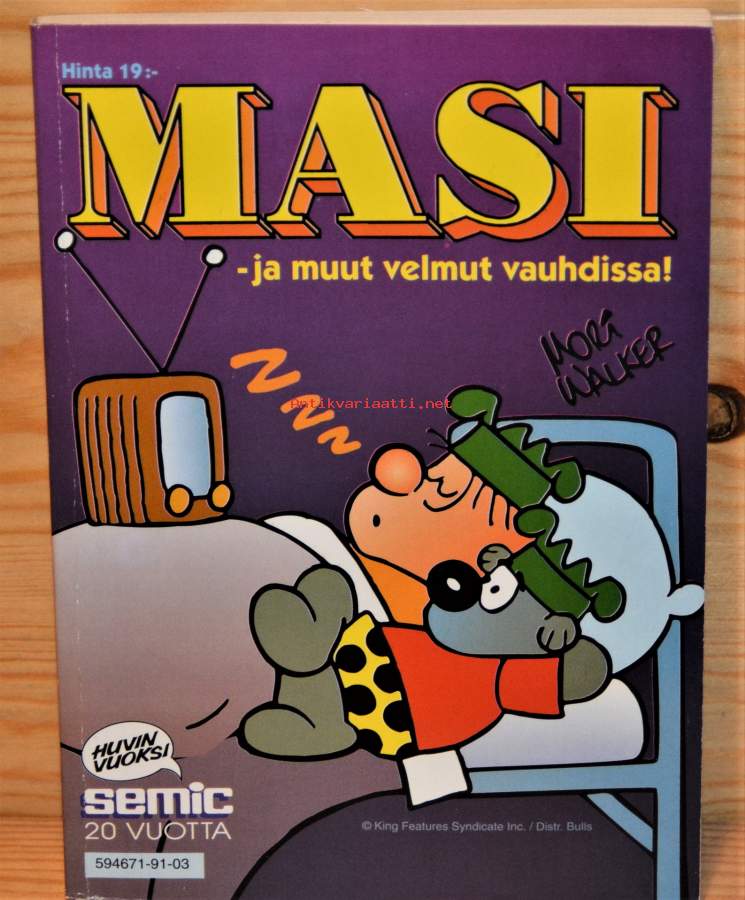 Hinta 19:-
MASI
- ja muut velmut vauhdissa!
MORT
WALKER
Antikvariaatti.net
HUVIN
VUOKSI
semic
20 VUOTTA
594671-91-03
© King Features Syndicate Inc. / Distr. Bulls